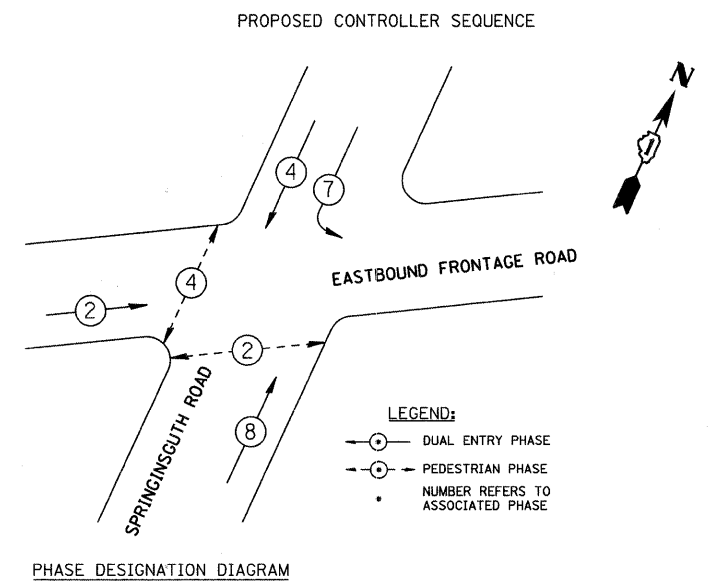 PROPOSED CONTROLLER SEQUENCE
N
1
4
7
4
EASTBOUND FRONTAGE ROAD
2
2
8
SPRINGINSGUTH ROAD
LEGEND:
DUAL ENTRY PHASE
PEDESTRIAN PHASE
* NUMBER REFERS TO
ASSOCIATED PHASE
PHASE DESIGNATION DIAGRAM